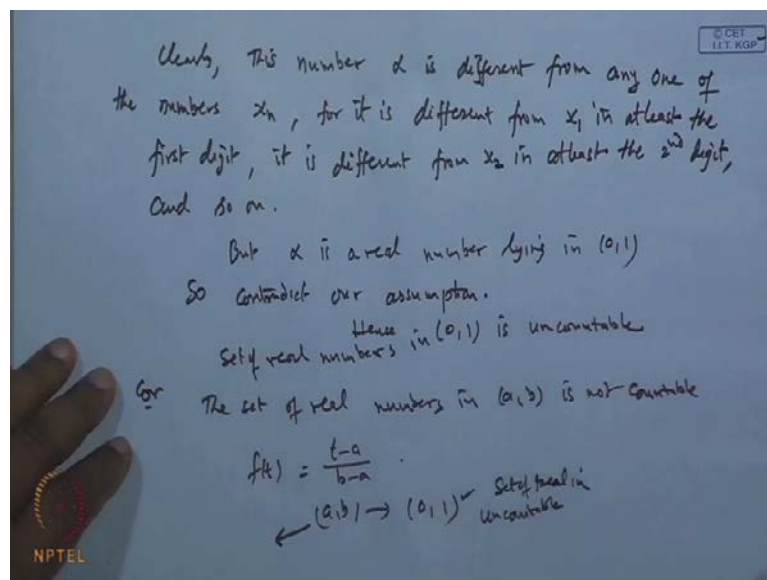 © CET
I.I.T. KGP
Clearly, This number α is different from any one of
the numbers xn, for it is different from x1 in atleast the
first digit, it is different from x2 in atleast the 2nd digit,
and so on.
But α is a real number lying in (0,1)
So contradict our assumption.
Hence
Set of real numbers in (0,1) is uncountable
Cor The set of real numbers in (a,b) is not countable
f(t) = t-a / b-a .
(a,b) → (0,1) Set of real in
← uncountable
NPTEL